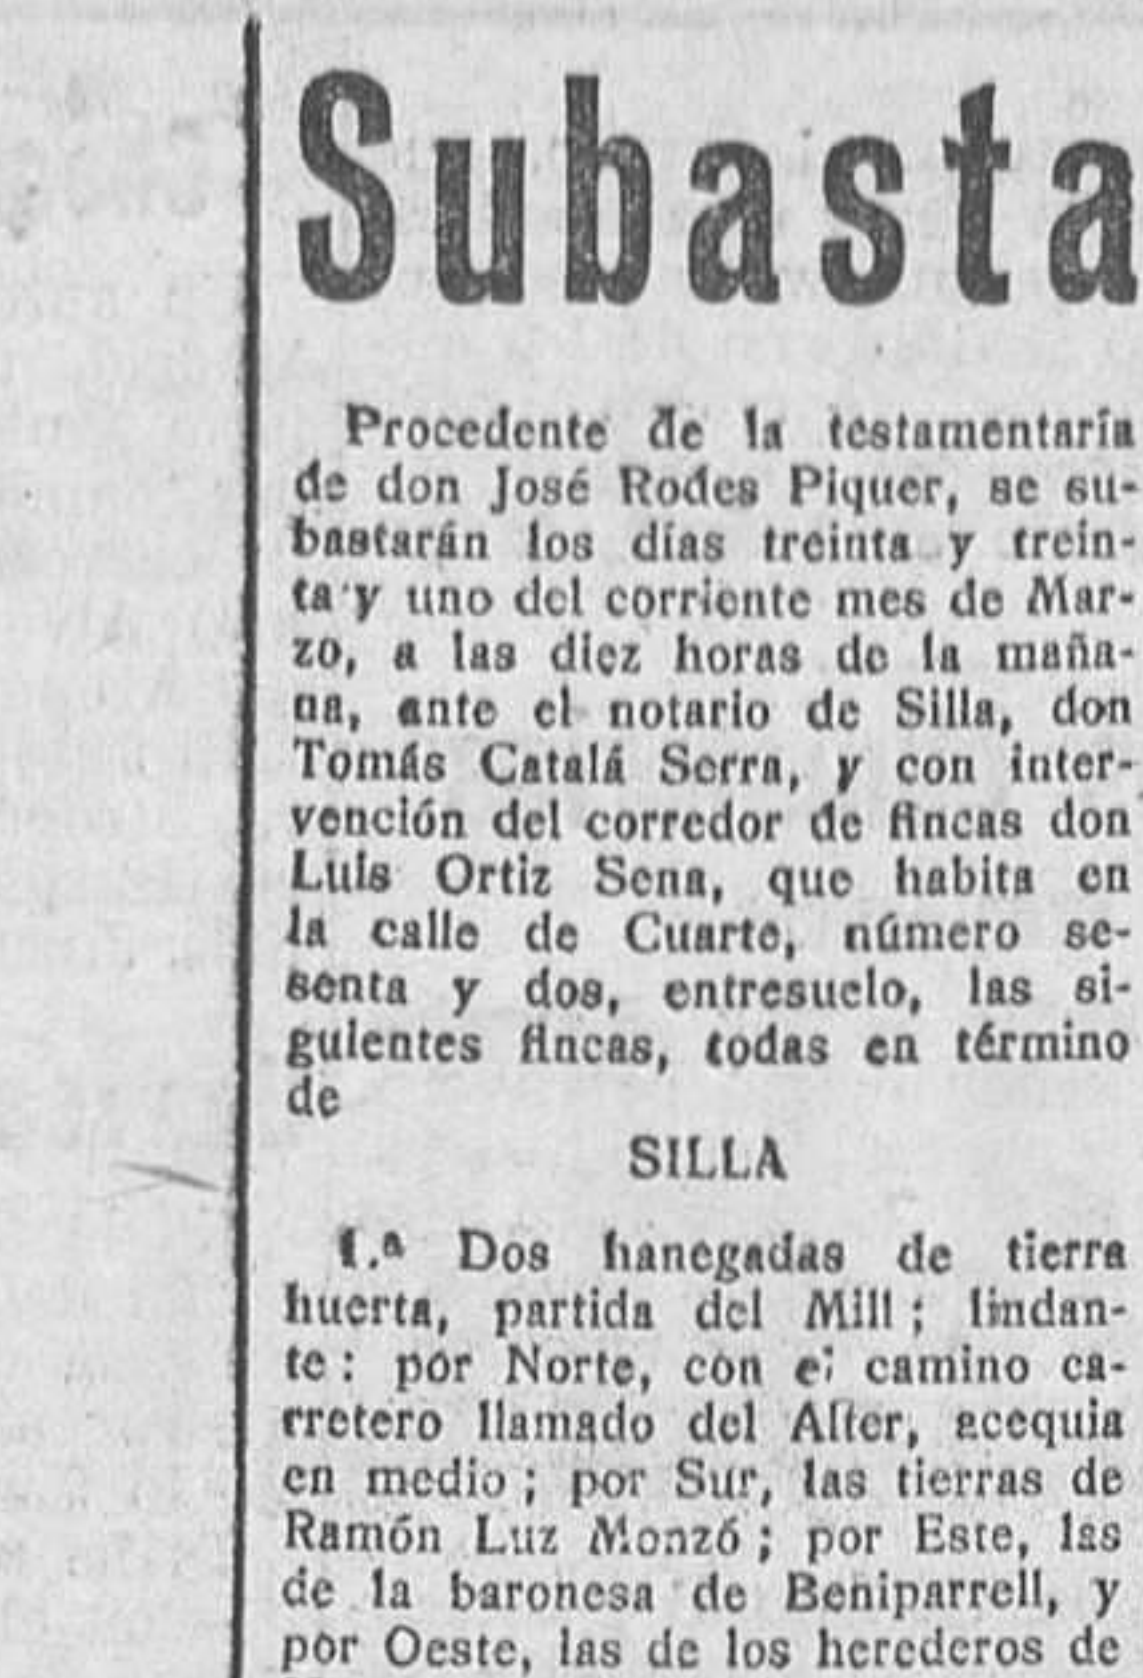 Subasta
Procedente de la testamentaría
de don José Rodes Piquer, se su-
bastarán los días treinta y trein-
ta y uno del corriente mes de Mar-
zo, a las diez horas de la maña-
na, ante el notario de Silla, don
Tomás Catalá Serra, y con inter-
vención del corredor de fincas don
Luis Ortiz Sena, que habita en
la calle de Cuarte, número se-
senta y dos, entresuelo, las si-
guientes fincas, todas en término
de
SILLA
1.ª Dos hanegadas de tierra
huerta, partida del Mill; lindan-
te: por Norte, con el camino ca-
rretero llamado del Alter, acequia
en medio; por Sur, las tierras de
Ramón Luz Monzó; por Este, las
de la baronesa de Beniparrell, y
por Oeste, las de los herederos de